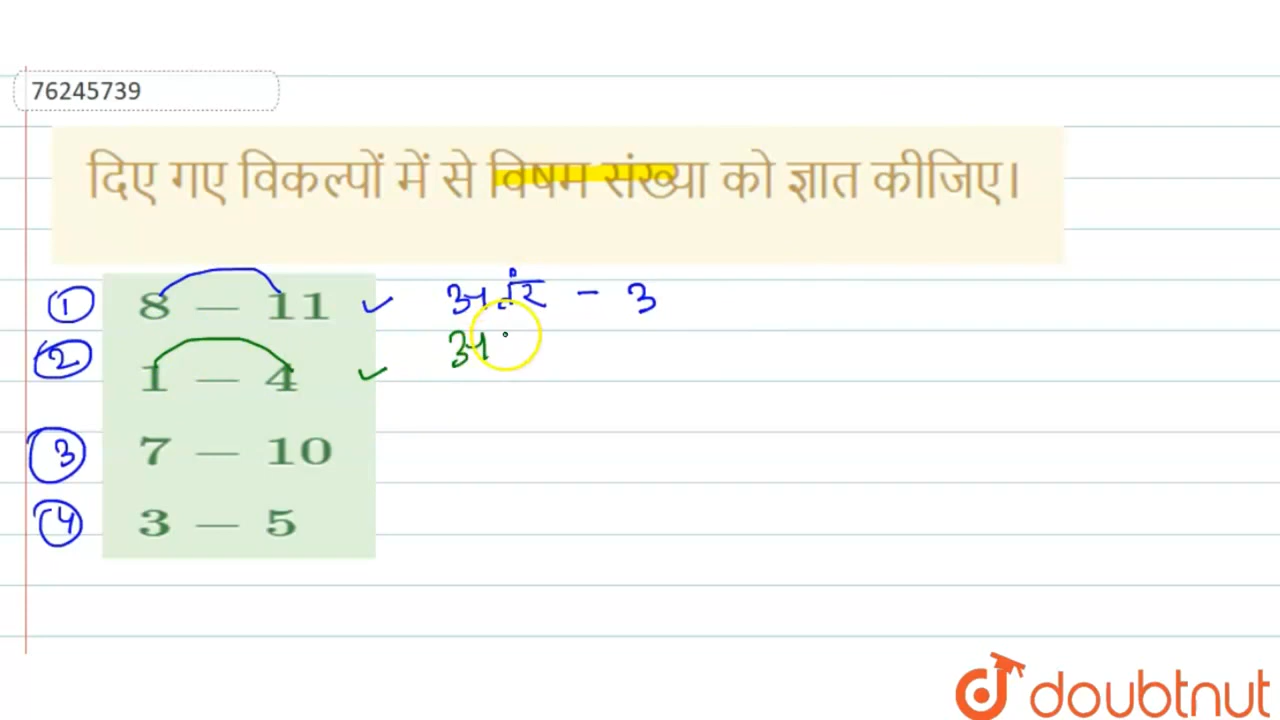 76245739
दिए गए विकल्पों में से विषम संख्या को ज्ञात कीजिए।
① 8 – 11 ✓ अंतर – 3
② 1 – 4 ✓ अ
③ 7 – 10
④ 3 – 5
doubtnut